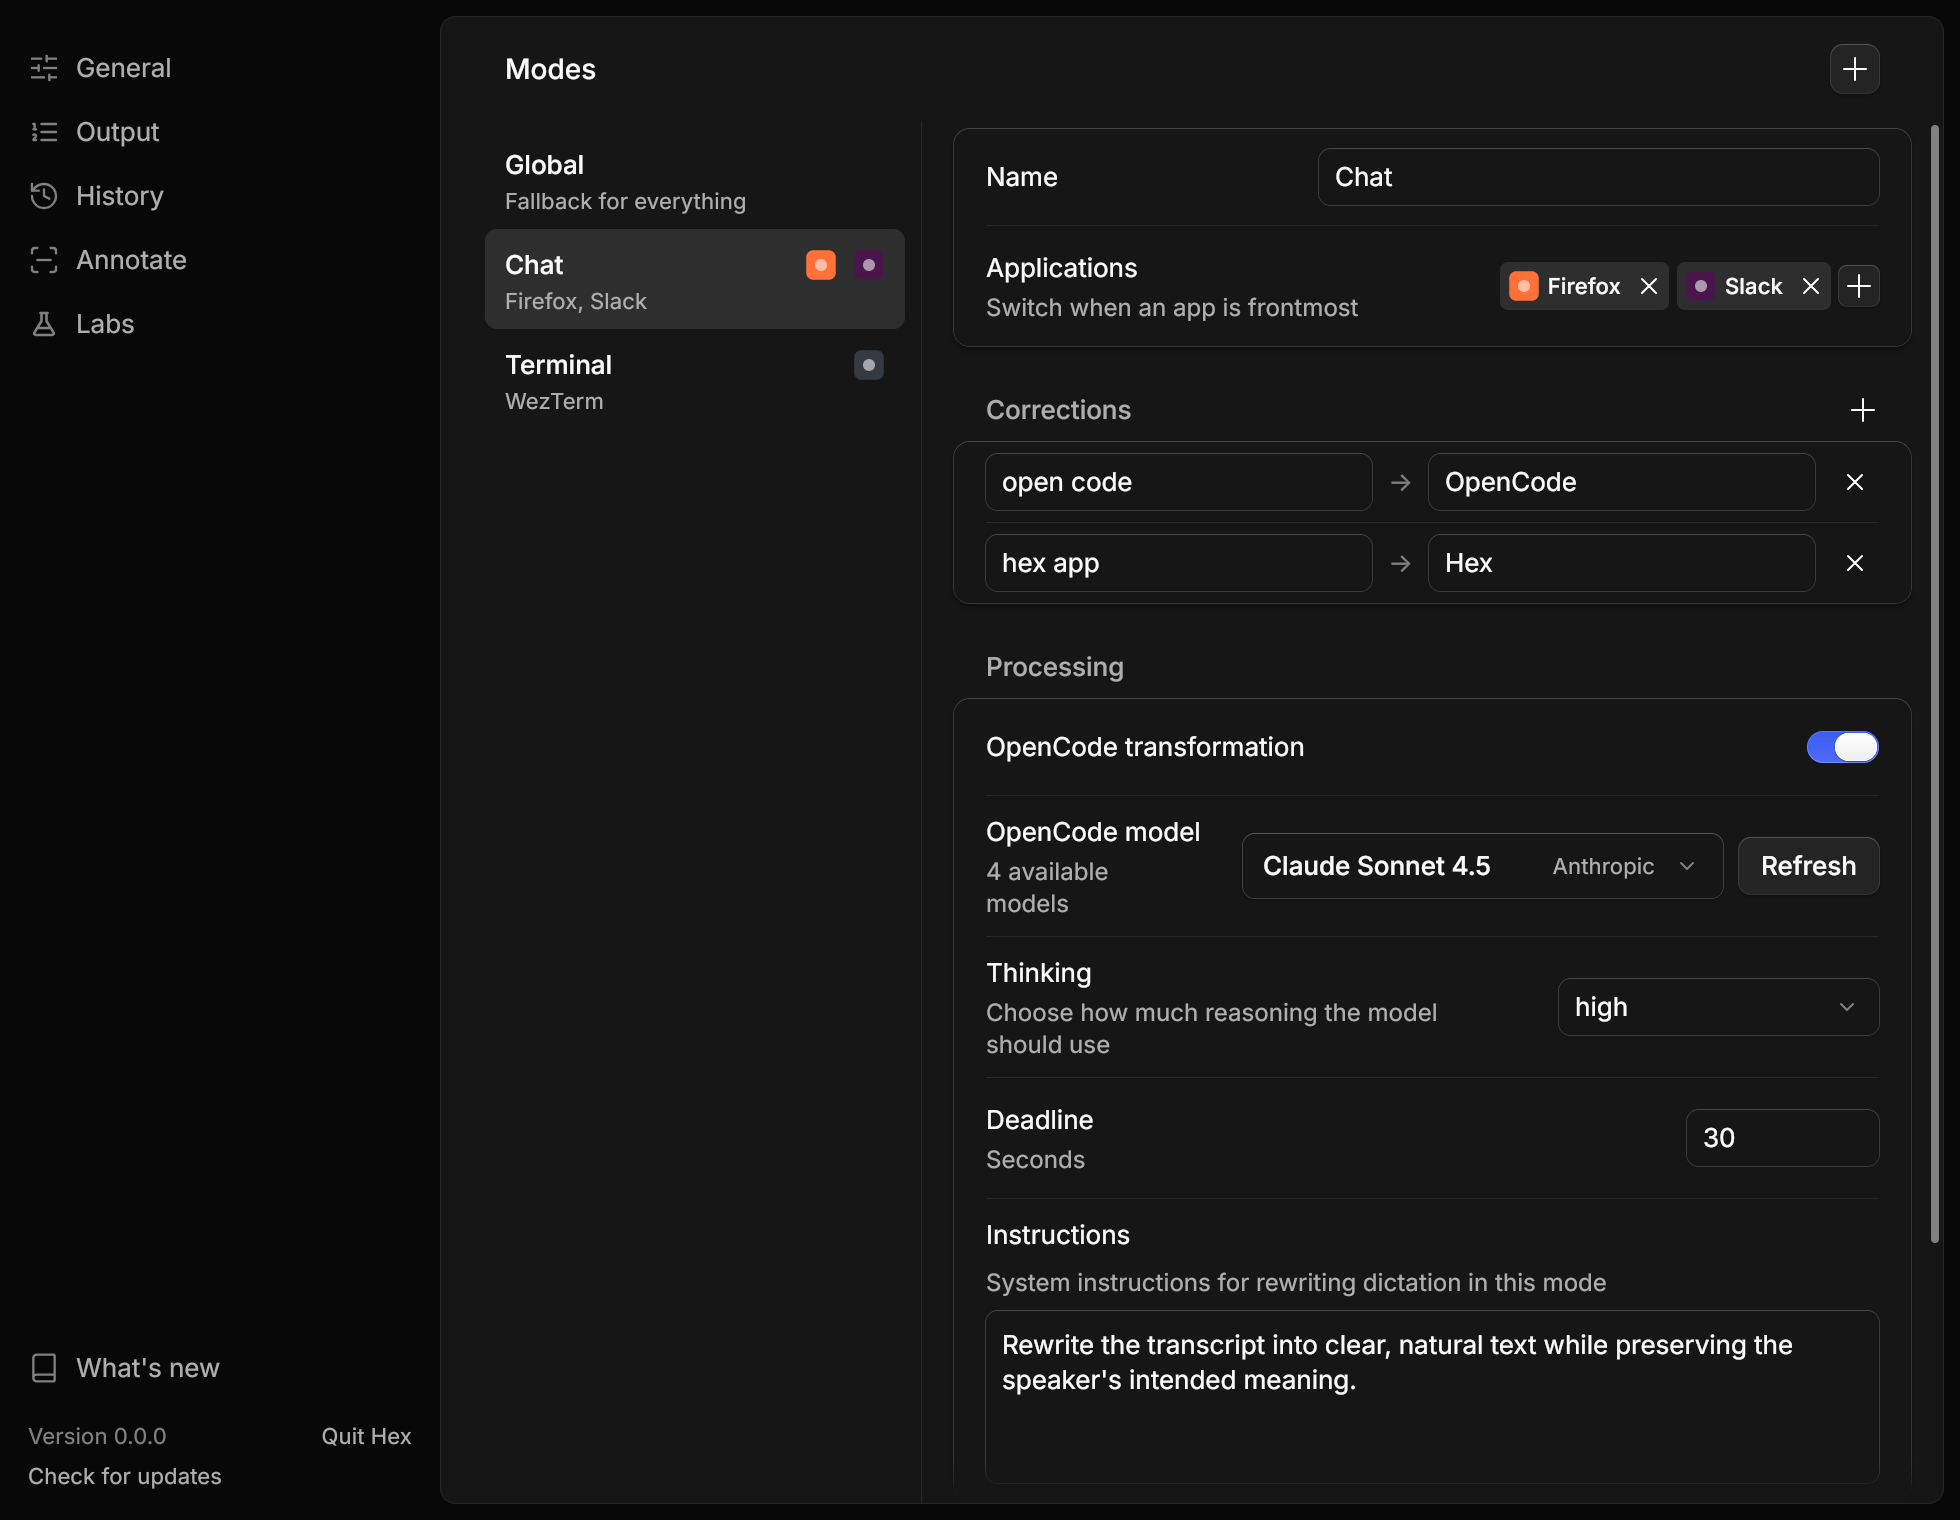 General
Output
History
Annotate
Labs
What's new
Version 0.0.0
Quit Hex
Check for updates
Modes
Global
Fallback for everything
Chat
Firefox, Slack
Terminal
WezTerm
Name
Chat
Applications
Switch when an app is frontmost
Firefox
Slack
Corrections
open code → OpenCode
hex app → Hex
Processing
OpenCode transformation
OpenCode model
4 available
models
Claude Sonnet 4.5
Anthropic
Refresh
Thinking
Choose how much reasoning the model
should use
high
Deadline
Seconds
30
Instructions
System instructions for rewriting dictation in this mode
Rewrite the transcript into clear, natural text while preserving the
speaker's intended meaning.